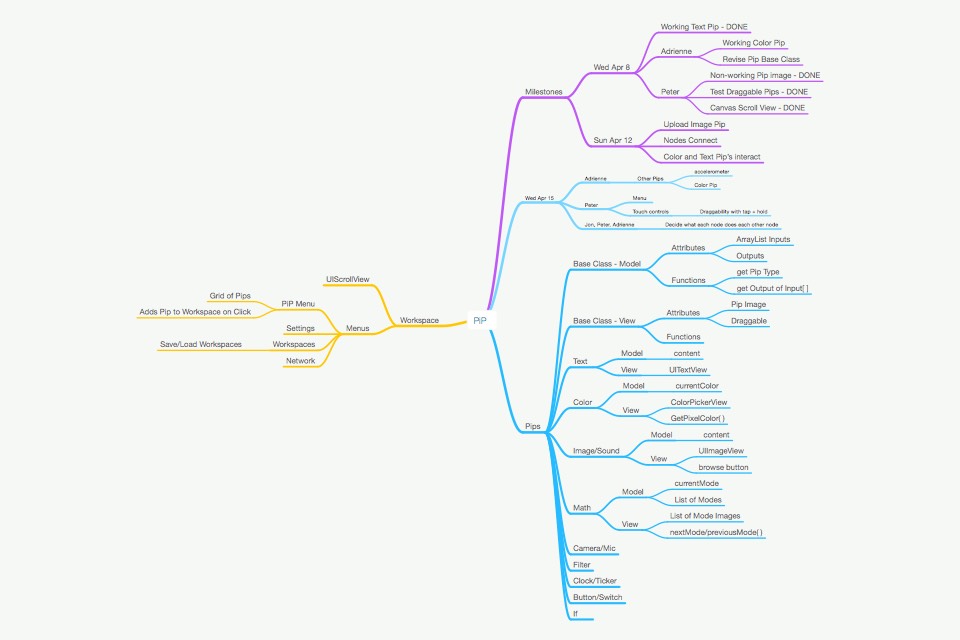 PiP
Milestones
Wed Apr 8
Working Text Pip - DONE
Adrienne
Working Color Pip
Revise Pip Base Class
Peter
Non-working Pip image - DONE
Test Draggable Pips - DONE
Canvas Scroll View - DONE
Sun Apr 12
Upload Image Pip
Nodes Connect
Color and Text Pip's interact
Wed Apr 15
Adrienne
Other Pips
accelerometer
Color Pip
Peter
Menu
Touch controls
Draggability with tap + hold
Jon, Peter, Adrienne
Decide what each node does each other node
Pips
Base Class - Model
Attributes
ArrayList Inputs
Outputs
Functions
get Pip Type
get Output of Input[ ]
Base Class - View
Attributes
Pip Image
Draggable
Functions
Text
Model
content
View
UITextView
Color
Model
currentColor
View
ColorPickerView
GetPixelColor( )
Image/Sound
Model
content
View
UIImageView
browse button
Math
Model
currentMode
List of Modes
View
List of Mode Images
nextMode/previousMode( )
Camera/Mic
Filter
Clock/Ticker
Button/Switch
If
Workspace
UIScrollView
Menus
PiP Menu
Grid of Pips
Adds Pip to Workspace on Click
Settings
Workspaces
Save/Load Workspaces
Network